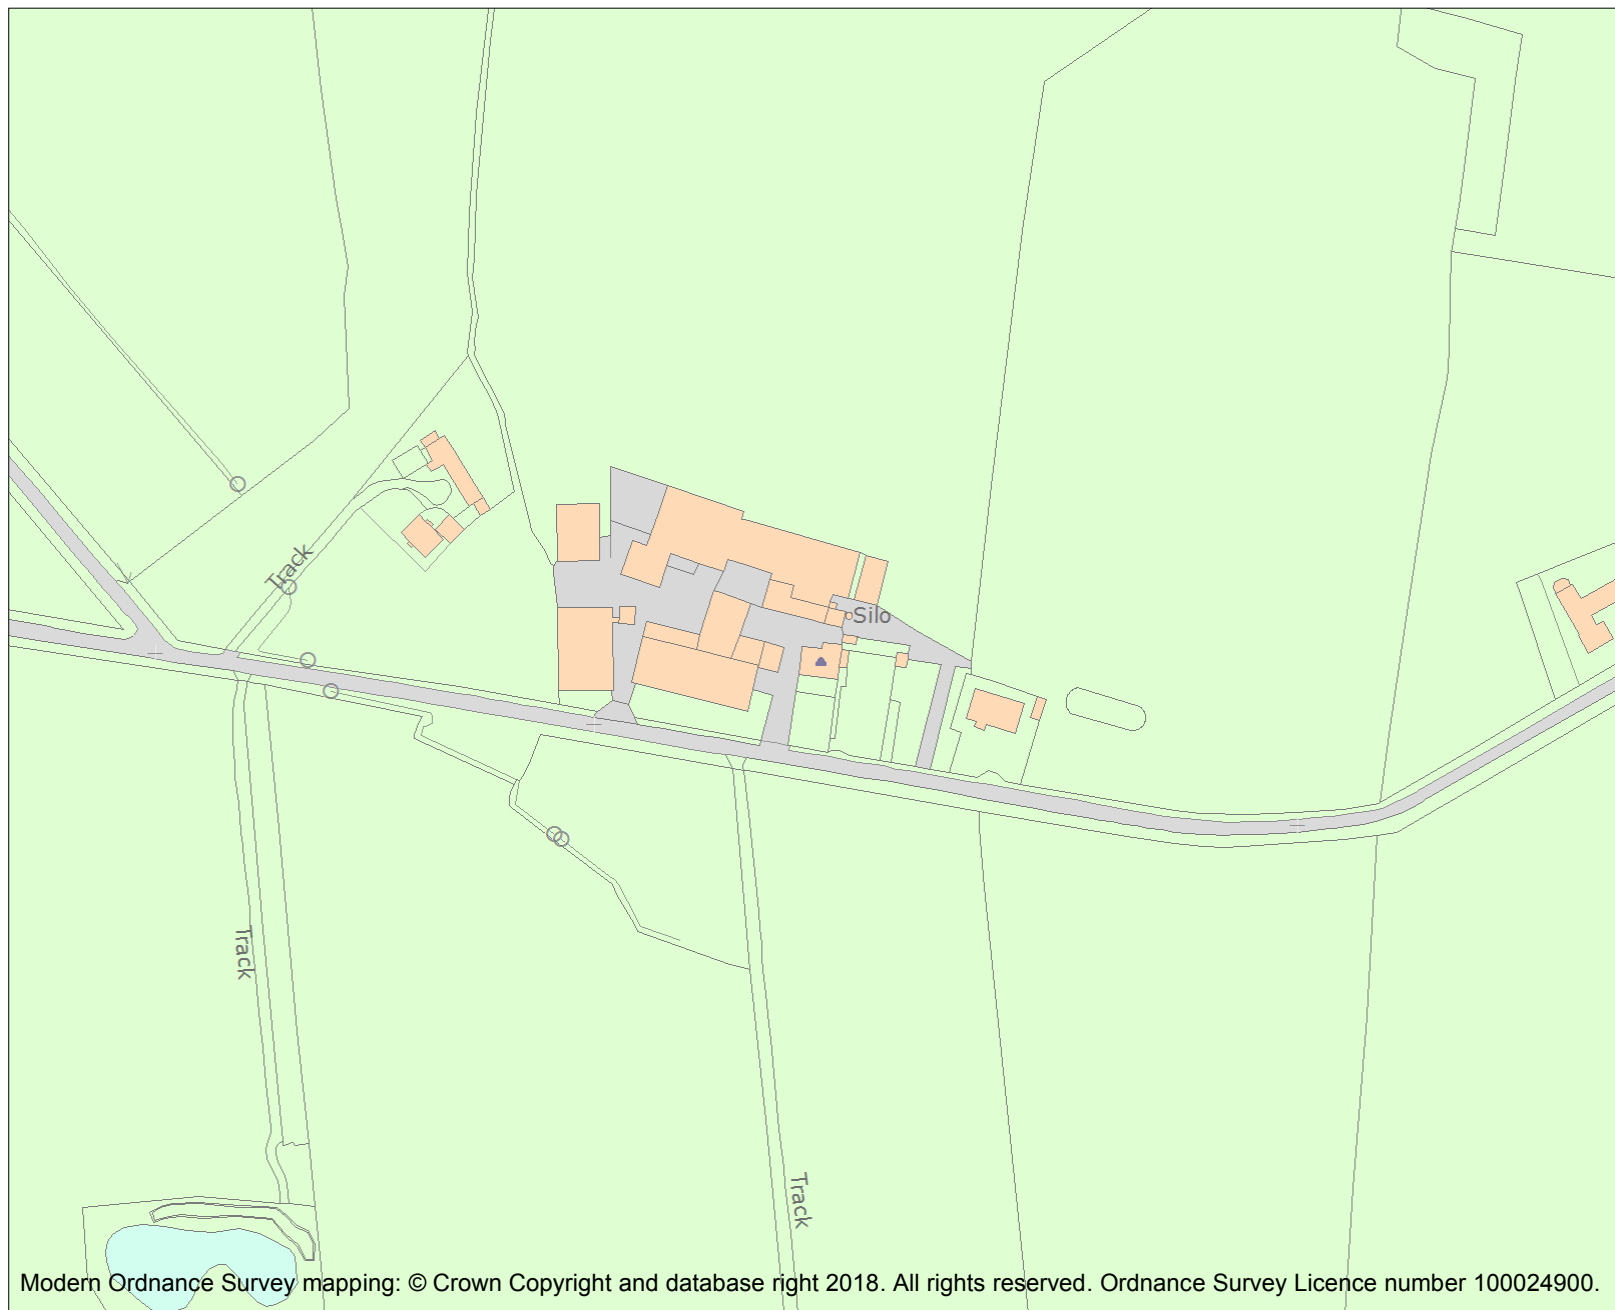 Track
Silo
Track
Track
Modern Ordnance Survey mapping: © Crown Copyright and database right 2018. All rights reserved. Ordnance Survey Licence number 100024900.